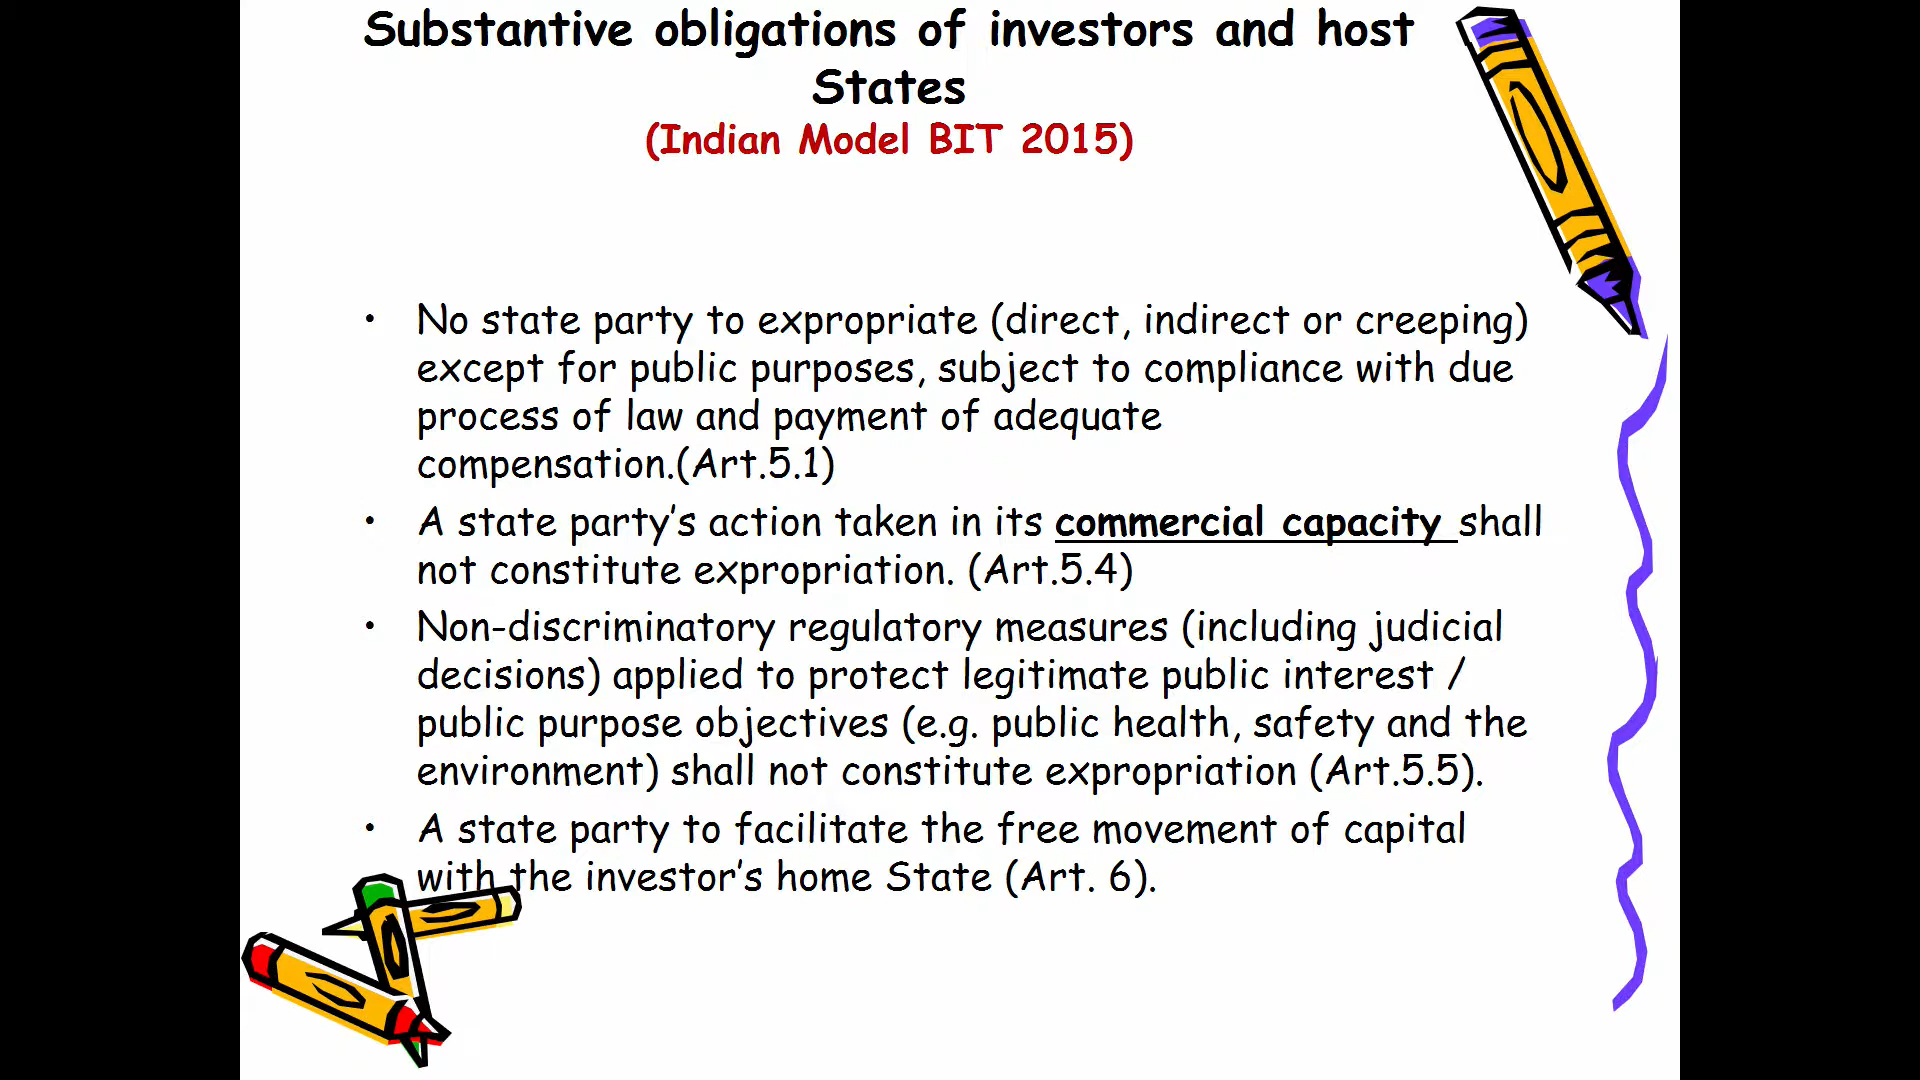 Substantive obligations of investors and host
States
(Indian Model BIT 2015)
• No state party to expropriate (direct, indirect or creeping)
except for public purposes, subject to compliance with due
process of law and payment of adequate
compensation.(Art.5.1)
• A state party’s action taken in its commercial capacity shall
not constitute expropriation. (Art.5.4)
• Non-discriminatory regulatory measures (including judicial
decisions) applied to protect legitimate public interest /
public purpose objectives (e.g. public health, safety and the
environment) shall not constitute expropriation (Art.5.5).
• A state party to facilitate the free movement of capital
with the investor’s home State (Art. 6).